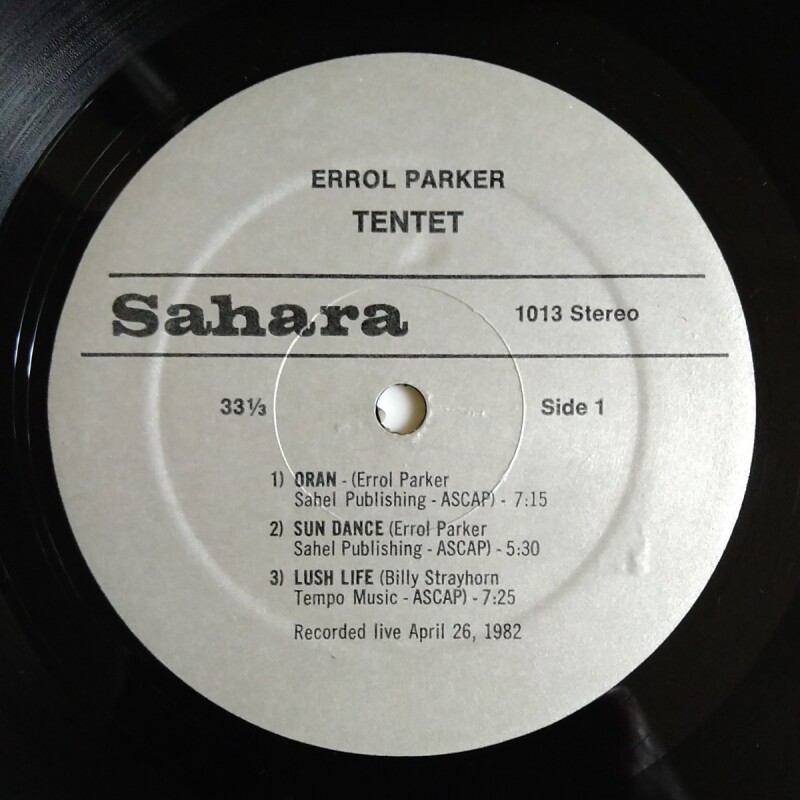 ERROL PARKER
TENTET
Sahara 1013 Stereo
33⅓ Side 1
1) ORAN - (Errol Parker
Sahel Publishing - ASCAP) - 7:15
2) SUN DANCE (Errol Parker
Sahel Publishing - ASCAP) - 5:30
3) LUSH LIFE (Billy Strayhorn
Tempo Music - ASCAP) - 7:25
Recorded live April 26, 1982